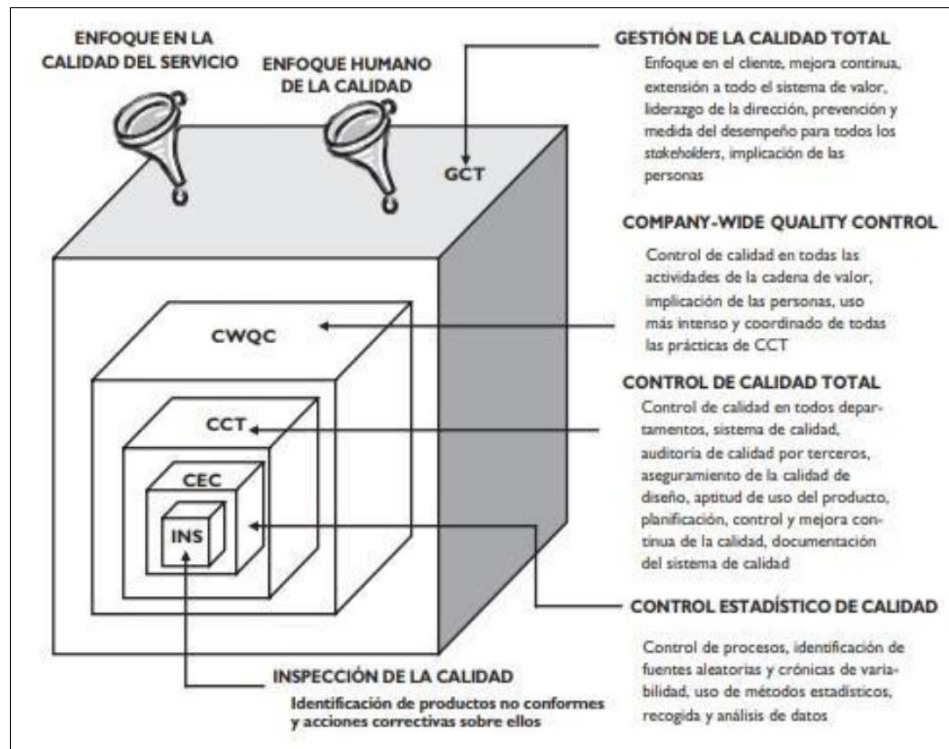 ENFOQUE EN LA
CALIDAD DEL SERVICIO
ENFOQUE HUMANO
DE LA CALIDAD
GCT
CWQC
CCT
CEC
INS
GESTIÓN DE LA CALIDAD TOTAL
Enfoque en el cliente, mejora continua,
extensión a todo el sistema de valor,
liderazgo de la dirección, prevención y
medida del desempeño para todos los
stakeholders, implicación de las
personas
COMPANY-WIDE QUALITY CONTROL
Control de calidad en todas las
actividades de la cadena de valor,
implicación de las personas, uso
más intenso y coordinado de todas
las prácticas de CCT
CONTROL DE CALIDAD TOTAL
Control de calidad en todos depar-
tamentos, sistema de calidad,
auditoría de calidad por terceros,
aseguramiento de la calidad de
diseño, aptitud de uso del producto,
planificación, control y mejora con-
tinua de la calidad, documentación
del sistema de calidad
CONTROL ESTADÍSTICO DE CALIDAD
Control de procesos, identificación de
fuentes aleatorias y crónicas de varia-
bilidad, uso de métodos estadísticos,
recogida y análisis de datos
INSPECCIÓN DE LA CALIDAD
Identificación de productos no conformes
y acciones correctivas sobre ellos